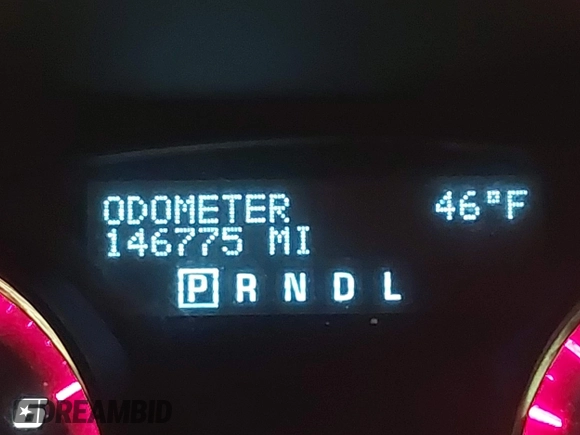 ODOMETER 46°F
146775 MI
P R N D L
DREAMBID